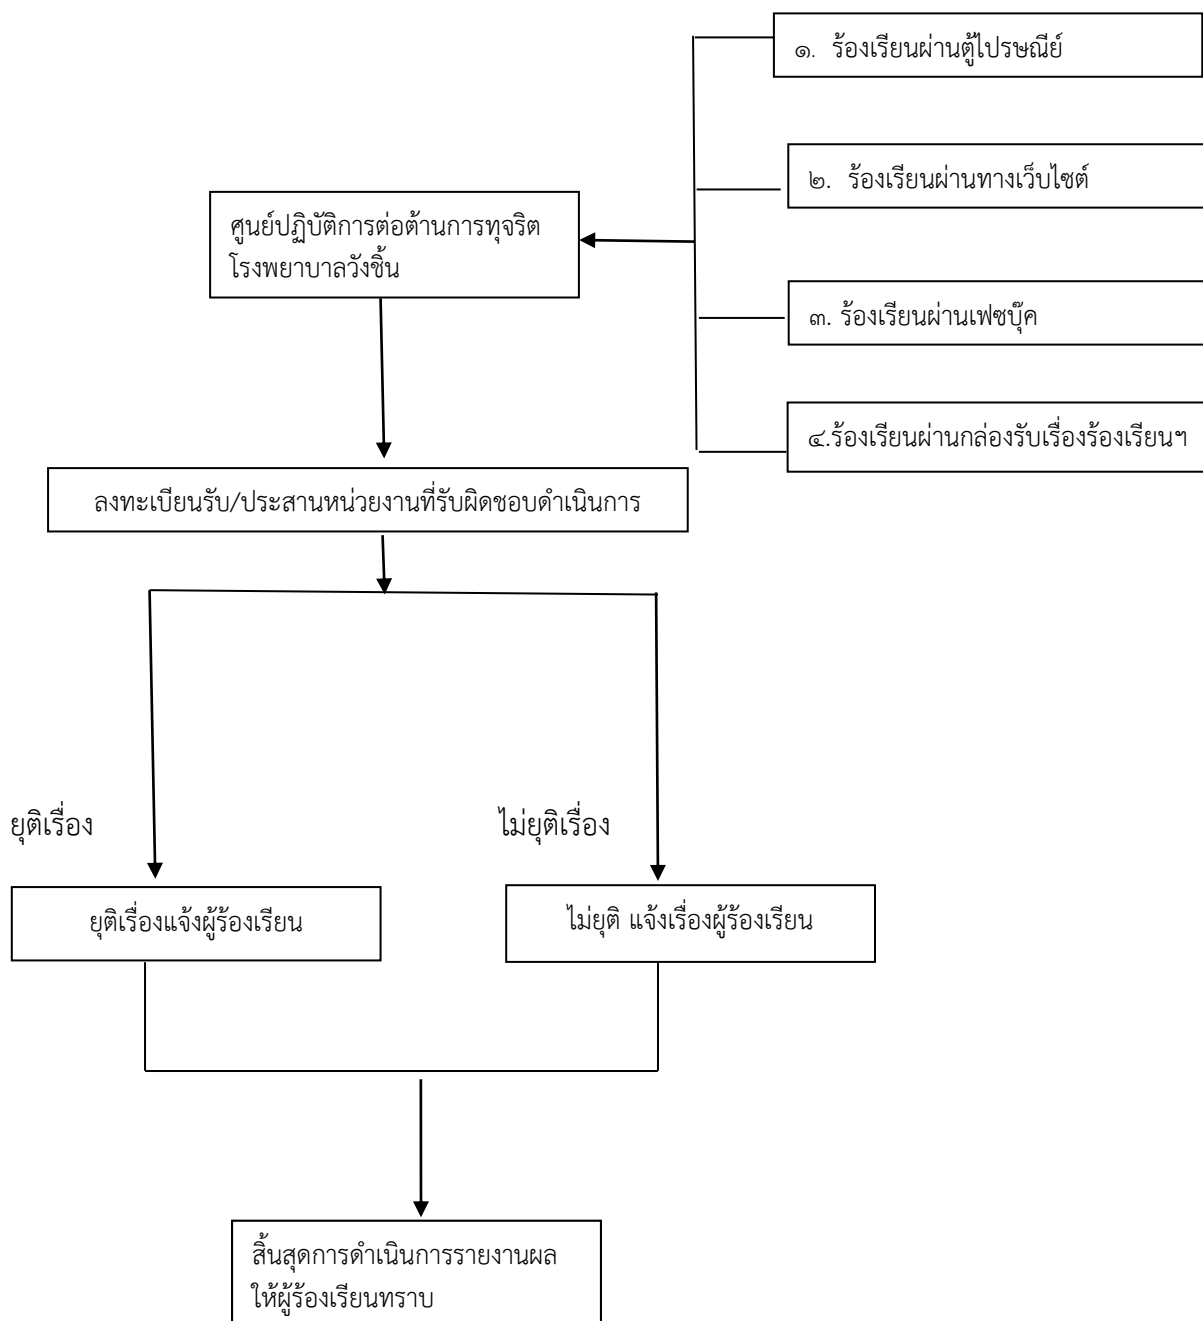 ๑. ร้องเรียนผ่านตู้ไปรษณีย์
๒. ร้องเรียนผ่านทางเว็บไซต์
ศูนย์ปฏิบัติการต่อต้านการทุจริต
โรงพยาบาลวังชิ้น
๓. ร้องเรียนผ่านเฟซบุ๊ค
๔.ร้องเรียนผ่านกล่องรับเรื่องร้องเรียนฯ
ลงทะเบียนรับ/ประสานหน่วยงานที่รับผิดชอบดำเนินการ
ยุติเรื่อง
ไม่ยุติเรื่อง
ยุติเรื่องแจ้งผู้ร้องเรียน
ไม่ยุติ แจ้งเรื่องผู้ร้องเรียน
สิ้นสุดการดำเนินการรายงานผล
ให้ผู้ร้องเรียนทราบ